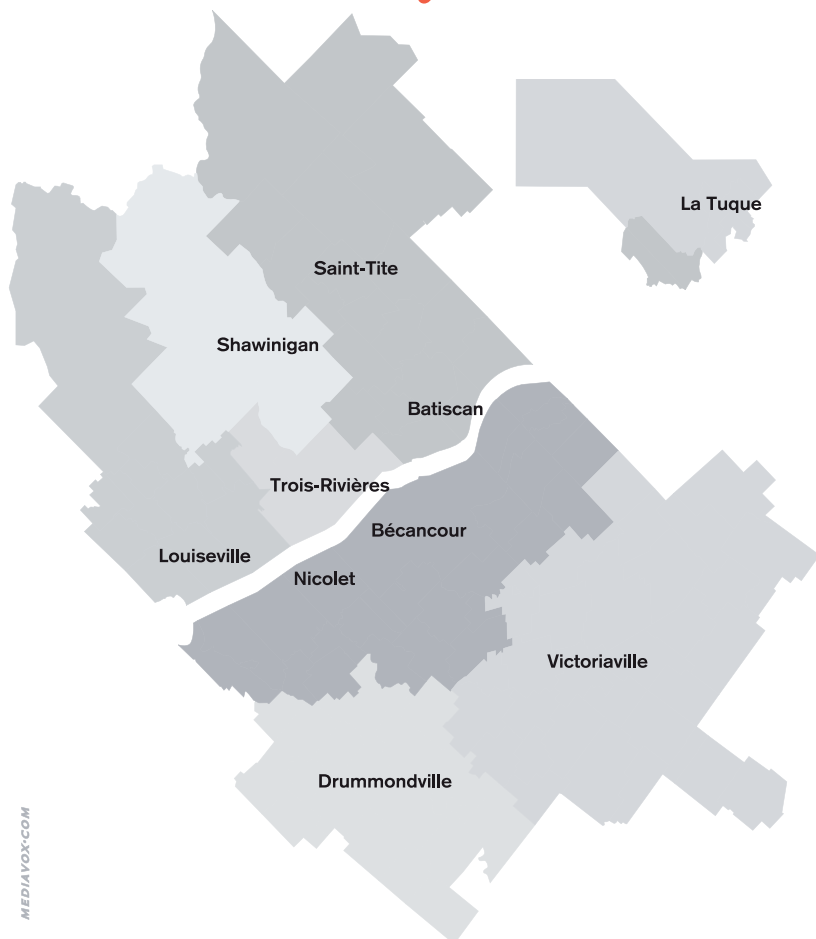 La Tuque
Saint-Tite
Shawinigan
Batiscan
Trois-Rivières
Bécancour
Louiseville
Nicolet
Victoriaville
Drummondville
MEDIAVOX•COM